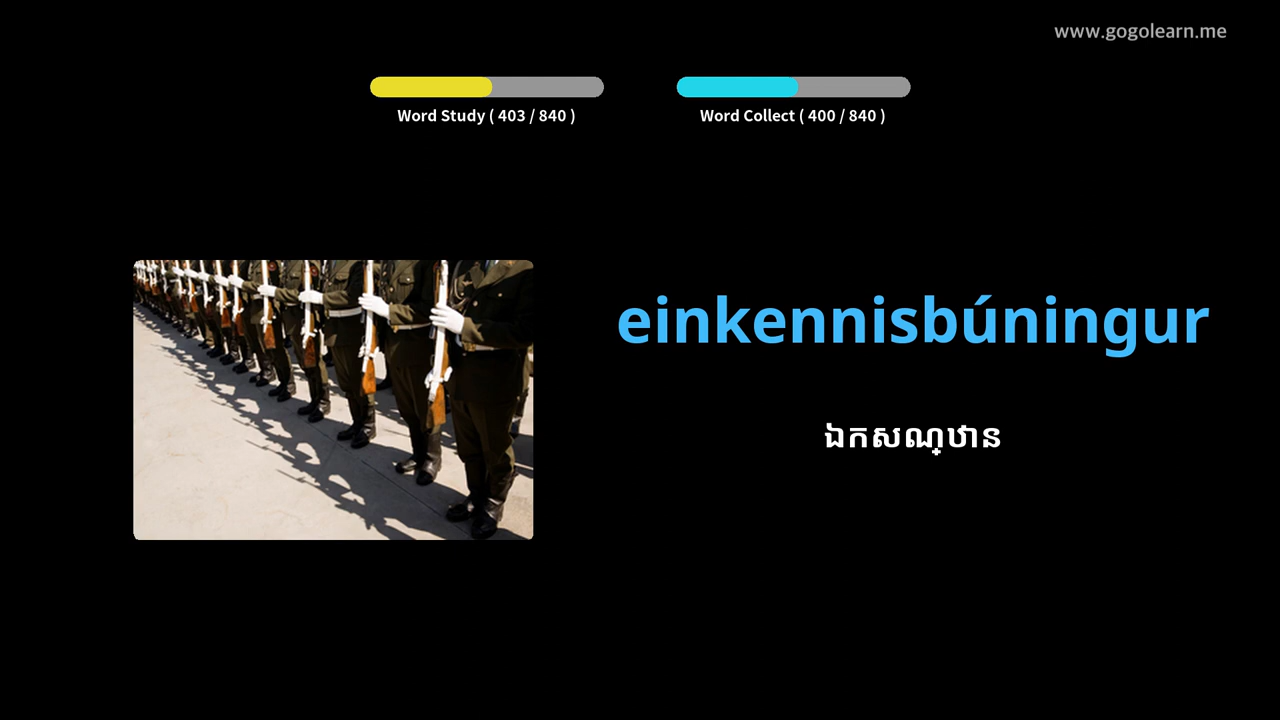 www.gogolearn.me
Word Study ( 403 / 840 )
Word Collect ( 400 / 840 )
einkennisbúningur
ឯកសណ្ឋាន